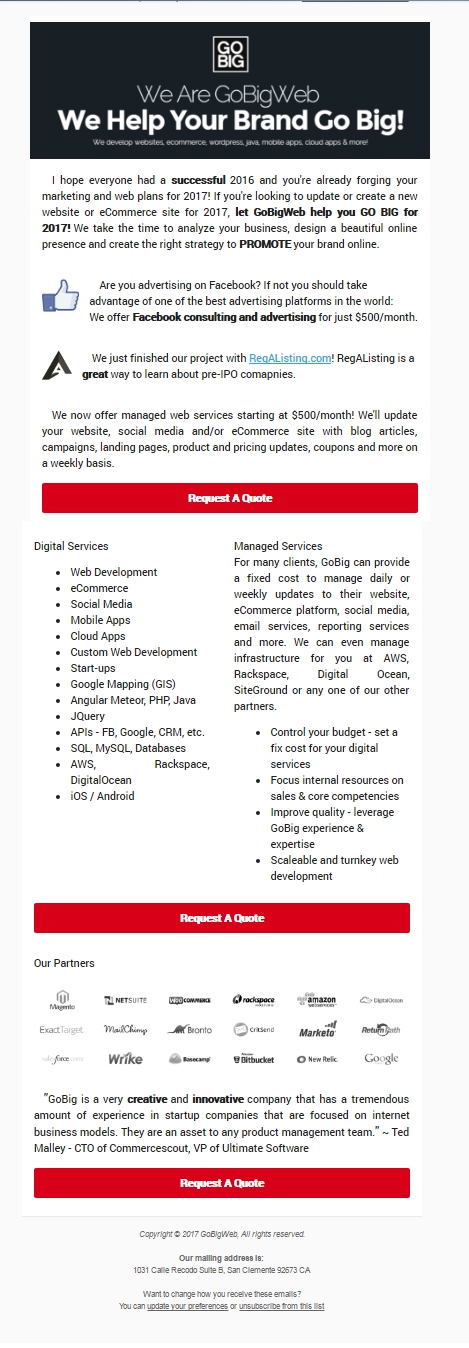 GO
BIG
We Are GoBigWeb
We Help Your Brand Go Big!
We develop websites, ecommerce, wordpress, java, mobile apps, cloud apps & more!
I hope everyone had a successful 2016 and you're already forging your
marketing and web plans for 2017! If you're looking to update or create a new
website or eCommerce site for 2017, let GoBigWeb help you GO BIG for
2017! We take the time to analyze your business, design a beautiful online
presence and create the right strategy to PROMOTE your brand online.
Are you advertising on Facebook? If not you should take
advantage of one of the best advertising platforms in the world:
We offer Facebook consulting and advertising for just $500/month.
We just finished our project with RegAListing.com! RegAListing is a
great way to learn about pre-IPO comapnies.
We now offer managed web services starting at $500/month! We'll update
your website, social media and/or eCommerce site with blog articles,
campaigns, landing pages, product and pricing updates, coupons and more on
a weekly basis.
Request A Quote
Digital Services
• Web Development
• eCommerce
• Social Media
• Mobile Apps
• Cloud Apps
• Custom Web Development
• Start-ups
• Google Mapping (GIS)
• Angular Meteor, PHP, Java
• JQuery
• APIs - FB, Google, CRM, etc.
• SQL, MySQL, Databases
• AWS, Rackspace,
DigitalOcean
• iOS / Android
Managed Services
For many clients, GoBig can provide
a fixed cost to manage daily or
weekly updates to their website,
eCommerce platform, social media,
email services, reporting services
and more. We can even manage
infrastructure for you at AWS,
Rackspace, Digital Ocean,
SiteGround or any one of our other
partners.
• Control your budget - set a
fix cost for your digital
services
• Focus internal resources on
sales & core competencies
• Improve quality - leverage
GoBig experience &
expertise
• Scaleable and turnkey web
development
Request A Quote
Our Partners
Magento
NETSUITE
WOO COMMERCE
rackspace
amazon
webservices
DigitalOcean
ExactTarget
MailChimp
Bronto
CritSend
Marketo
ReturnPath
salesforce.com
Wrike
Basecamp
Bitbucket
New Relic
Google
"GoBig is a very creative and innovative company that has a tremendous
amount of experience in startup companies that are focused on internet
business models. They are an asset to any product management team." ~ Ted
Malley - CTO of Commercescout, VP of Ultimate Software
Request A Quote
Copyright © 2017 GoBigWeb, All rights reserved.
Our mailing address is:
1031 Calle Recodo Suite B, San Clemente 92673 CA
Want to change how you receive these emails?
You can update your preferences or unsubscribe from this list